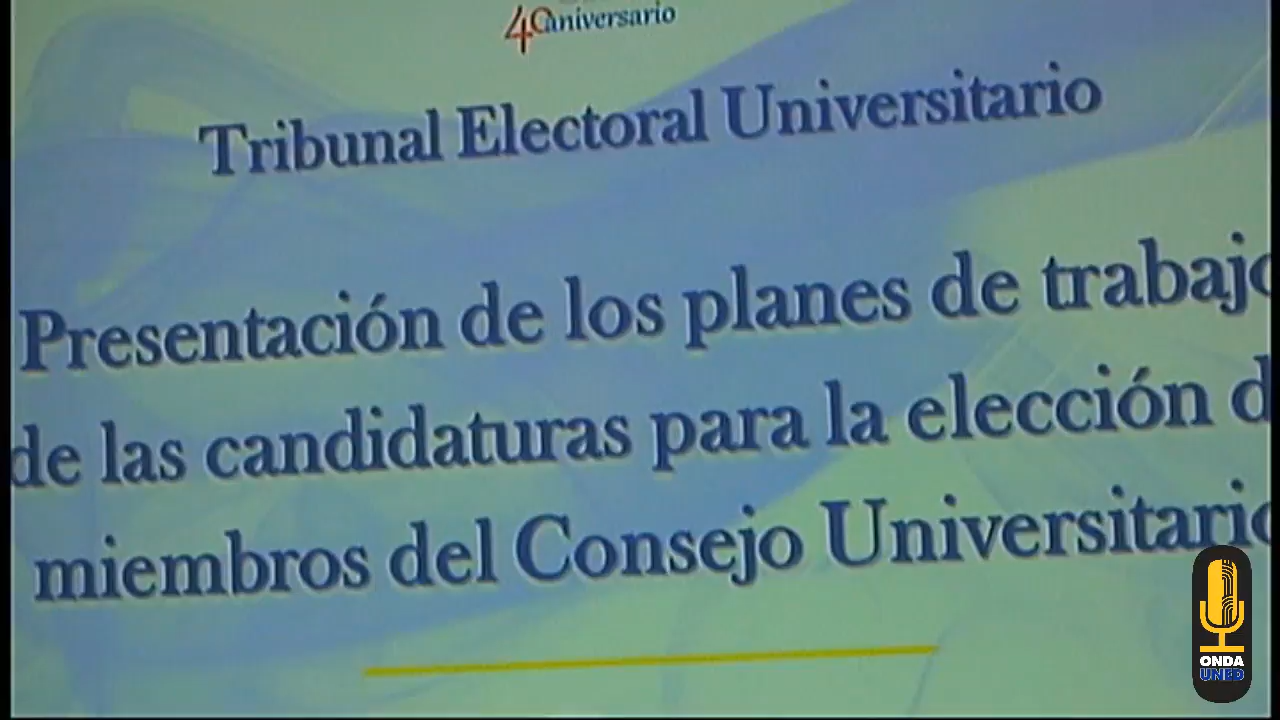 40 aniversario
Tribunal Electoral Universitario
Presentación de los planes de trabajo
de las candidaturas para la elección d
miembros del Consejo Universitario
ONDA
UNED